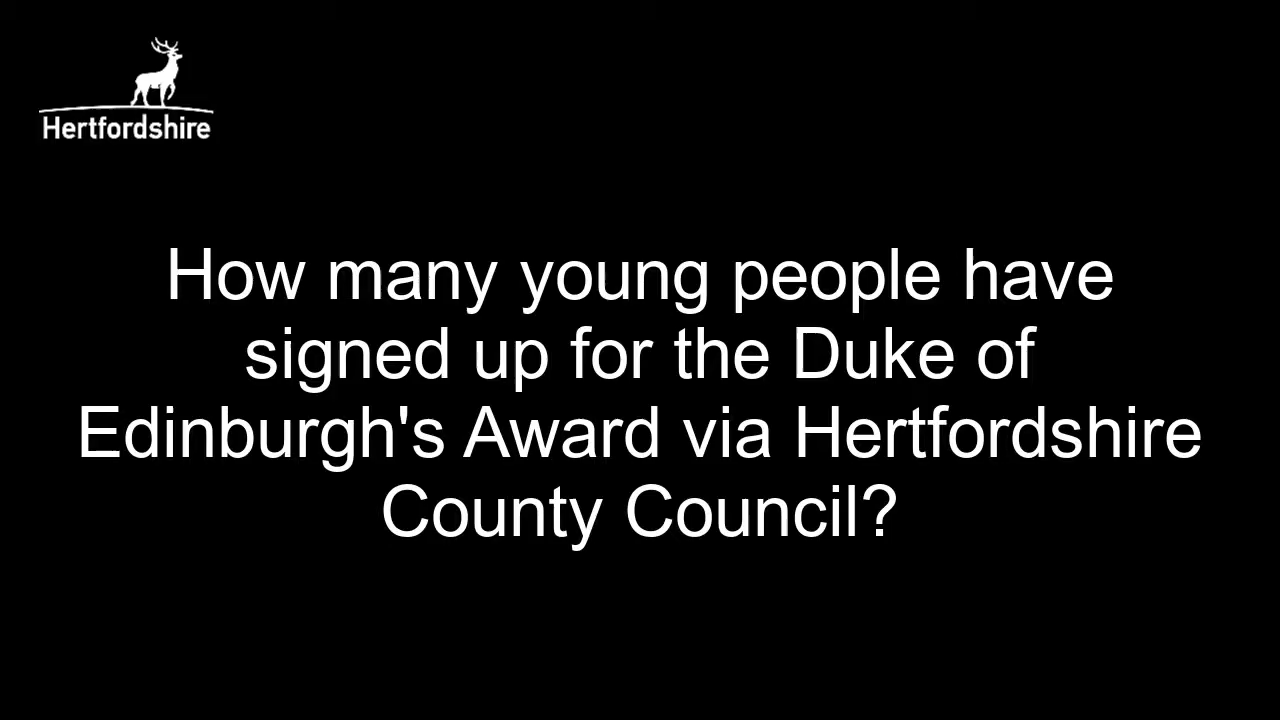 Hertfordshire
How many young people have
signed up for the Duke of
Edinburgh's Award via Hertfordshire
County Council?